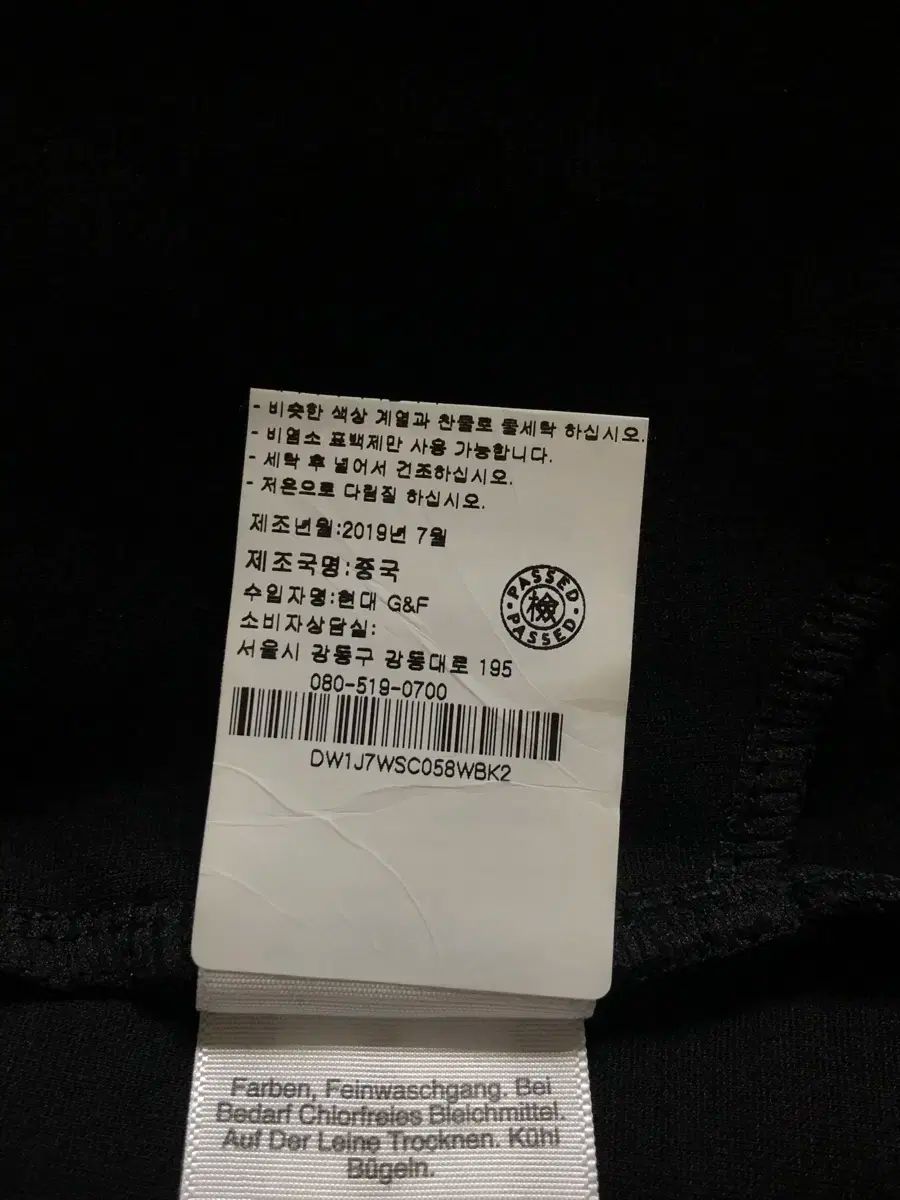 - 비슷한 색상 계열과 찬물로 물세탁 하십시오.
- 비염소 표백제만 사용 가능합니다.
- 세탁 후 널어서 건조하십시오.
- 저온으로 다림질 하십시오.
제조년월:2019년 7월
제조국명:중국
수입자명:현대 G&F
소비자상담실:
서울시 강동구 강동대로 195
080-519-0700
PASSED
檢
PASSED
DW1J7WSC058WBK2
Farben, Feinwaschgang. Bei
Bedarf Chlorfreies Bleichmittel.
Auf Der Leine Trocknen. Kühl
Bügeln.